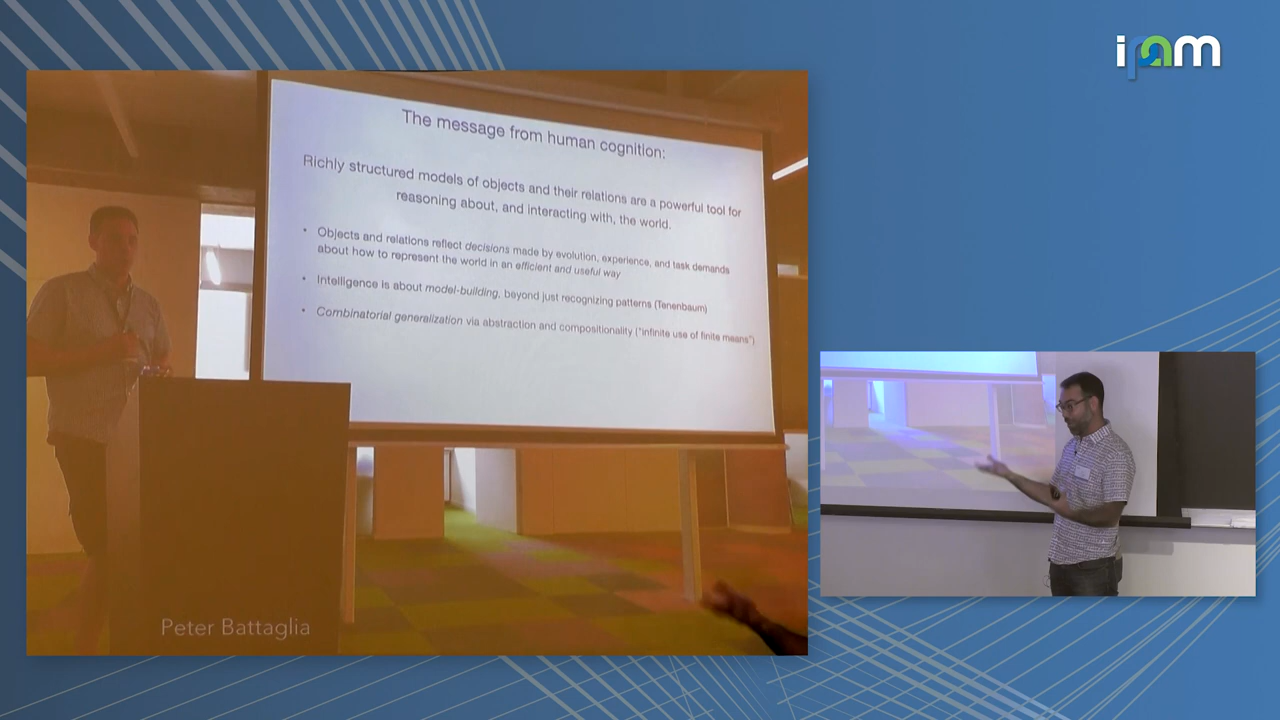 ipam
The message from human cognition:
Richly structured models of objects and their relations are a powerful tool for
reasoning about, and interacting with, the world.
• Objects and relations reflect decisions made by evolution, experience, and task demands
about how to represent the world in an efficient and useful way
• Intelligence is about model-building, beyond just recognizing patterns (Tenenbaum)
• Combinatorial generalization via abstraction and compositionality ("infinite use of finite means")
Peter Battaglia